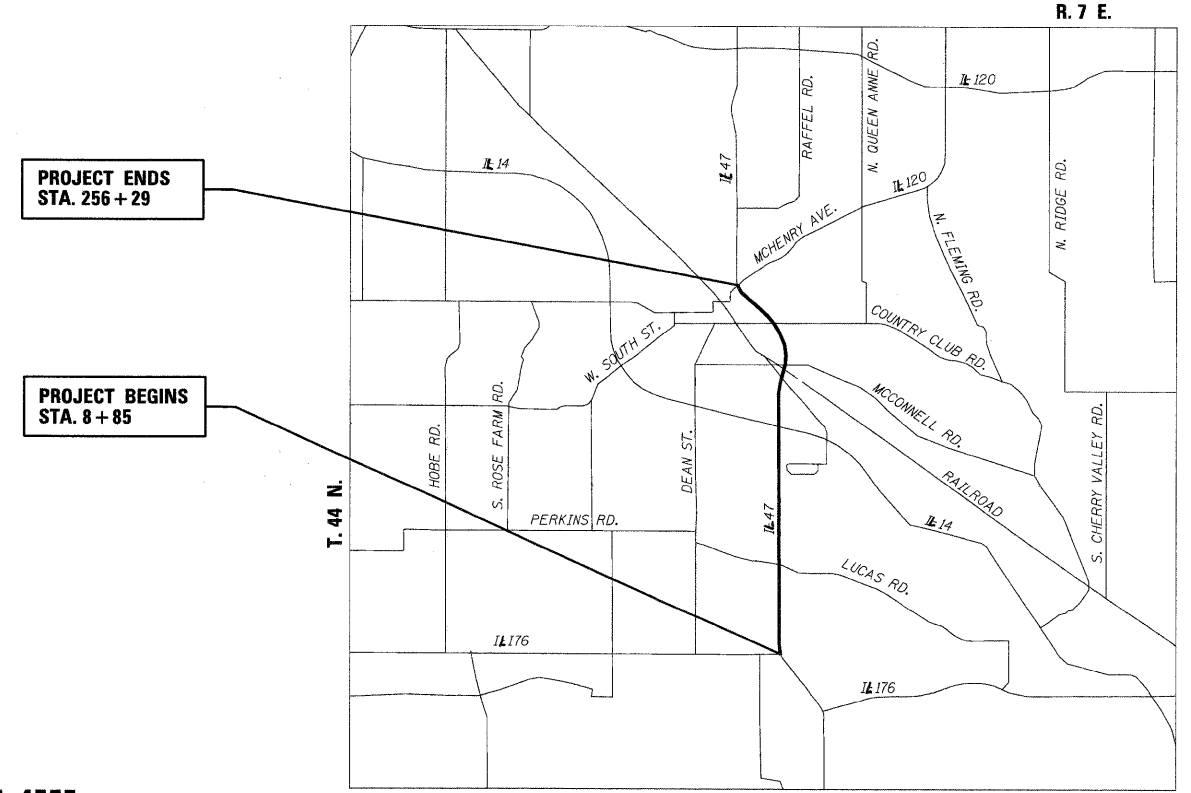 R. 7 E.
IL 120
RAFFEL RD.
N. QUEEN ANNE RD.
IL 14
IL 47
PROJECT ENDS
STA. 256 + 29
IL 120
N. RIDGE RD.
MCHENRY AVE.
N. FLEMING RD.
COUNTRY CLUB RD.
W. SOUTH ST.
PROJECT BEGINS
STA. 8 + 85
MCCONNELL RD.
HOBE RD.
S. ROSE FARM RD.
DEAN ST.
S. CHERRY VALLEY RD.
RAILROAD
T. 44 N.
PERKINS RD.
IL 47
IL 14
LUCAS RD.
IL 176
IL 176